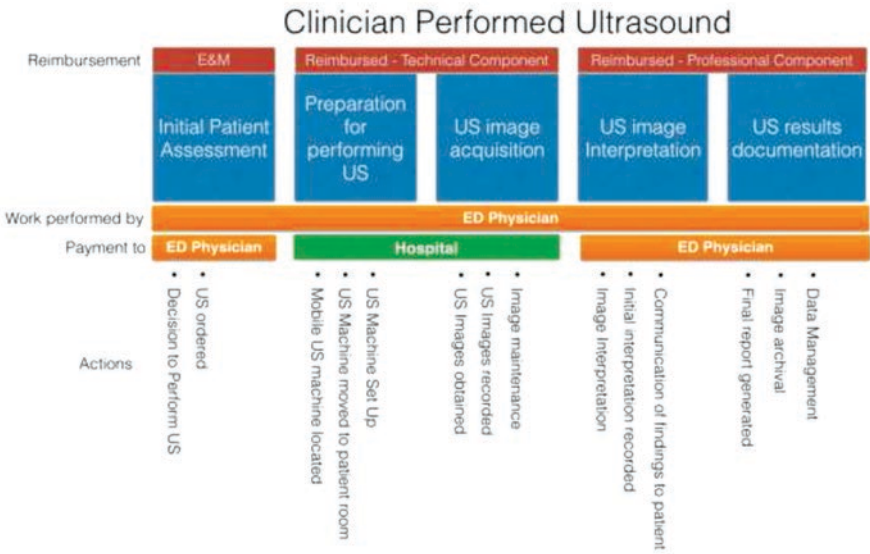 Clinician Performed Ultrasound
Reimbursement
E&M
Reimbursed - Technical Component
Reimbursed - Professional Component
Initial Patient
Assessment
Preparation
for
performing
US
US image
acquisition
US image
Interpretation
US results
documentation
Work performed by
ED Physician
Payment to
ED Physician
Hospital
ED Physician
Actions
• Decision to Perform US
• US ordered
• Mobile US machine located
• US Machine moved to patient room
• US Machine Set Up
• US Images obtained
• US Images recorded
• Image maintenance
• Image Interpretation
• Initial interpretation recorded
• Communication of findings to patient
• Final report generated
• Image archival
• Data Management